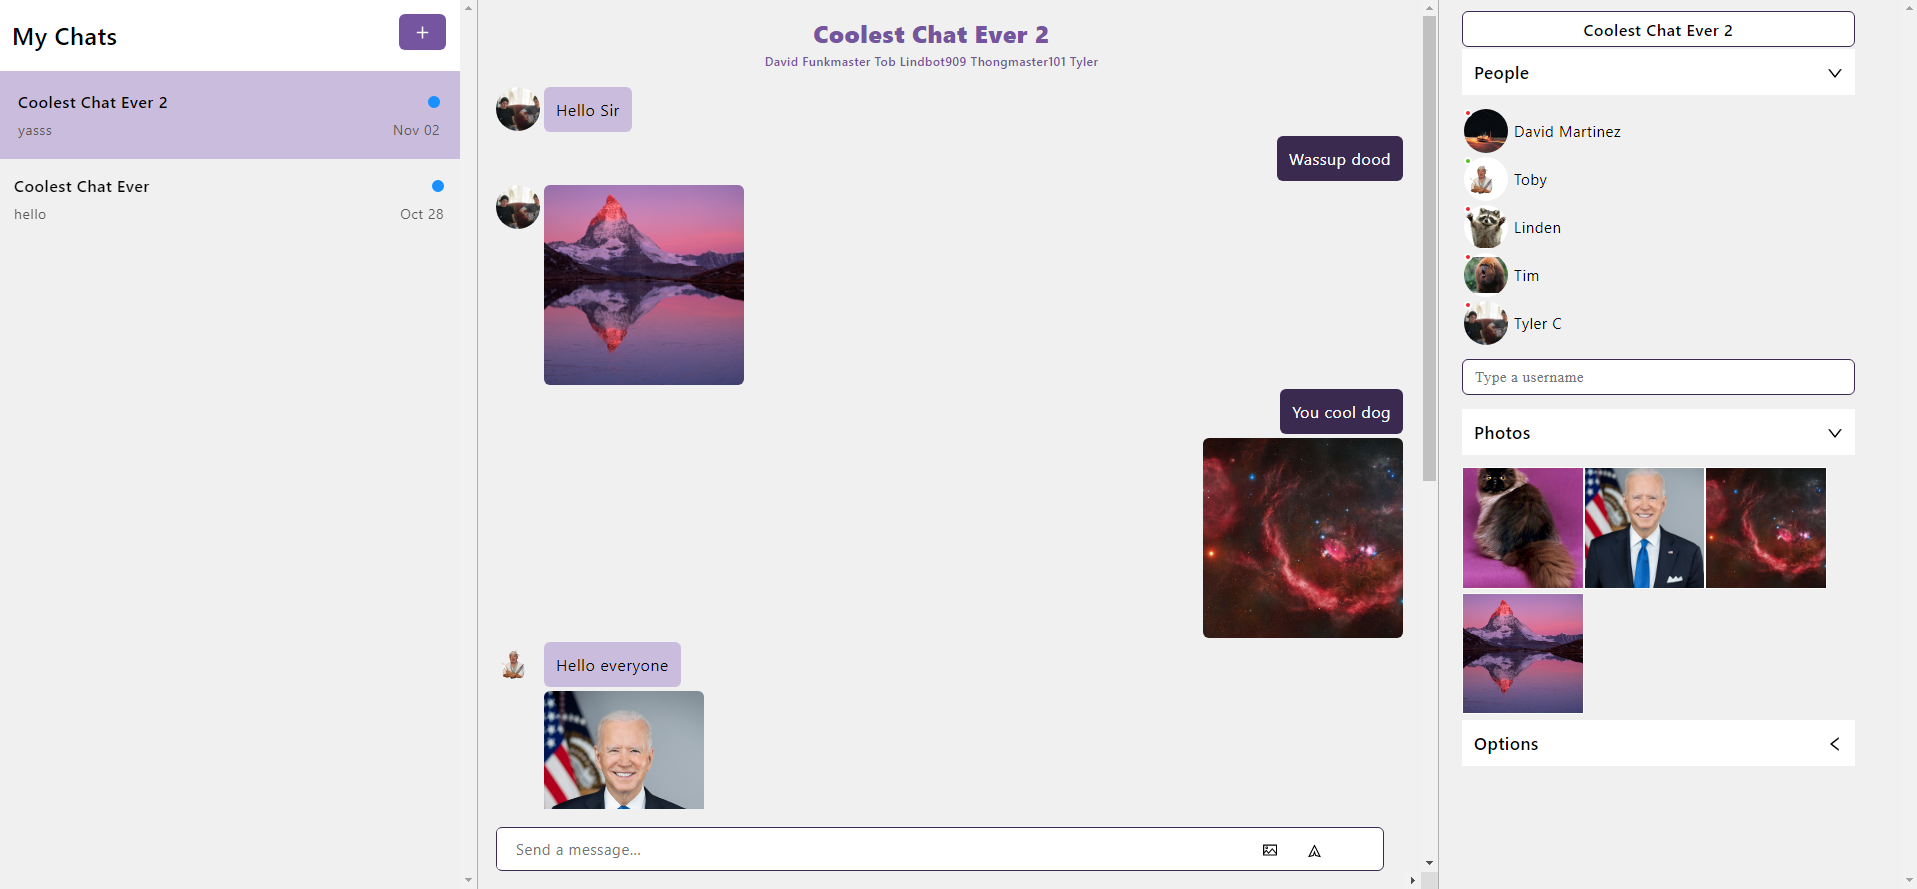 My Chats
+
Coolest Chat Ever 2
yasss
Nov 02
Coolest Chat Ever
hello
Oct 28
Coolest Chat Ever 2
David Funkmaster Tob Lindbot909 Thongmaster101 Tyler
Hello Sir
Wassup dood
You cool dog
Hello everyone
Send a message...
Coolest Chat Ever 2
People
David Martinez
Toby
Linden
Tim
Tyler C
Type a username
Photos
Options